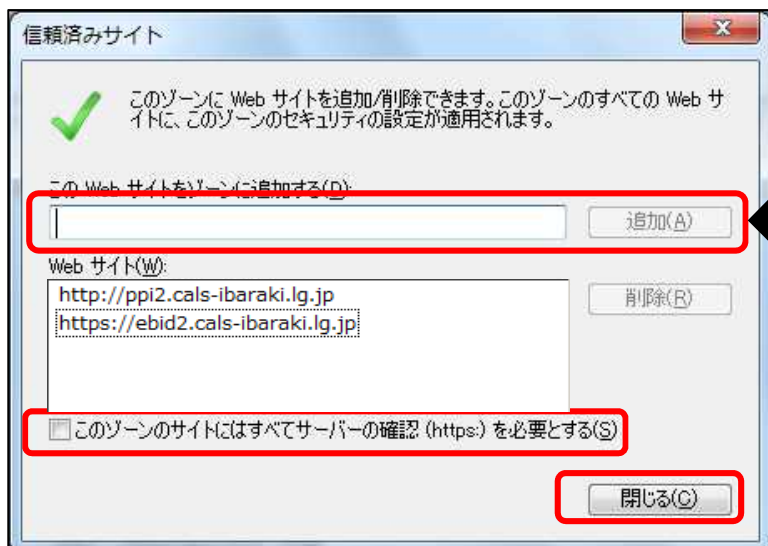 信頼済みサイト
このゾーンに Web サイトを追加/削除できます。このゾーンのすべての Web サ
イトに、このゾーンのセキュリティの設定が適用されます。
この Web サイトをゾーンに追加する(D):
追加(A)
Web サイト(W):
http://ppi2.cals-ibaraki.lg.jp
削除(R)
https://ebid2.cals-ibaraki.lg.jp
このゾーンのサイトにはすべてサーバーの確認 (https:) を必要とする(S)
閉じる(C)